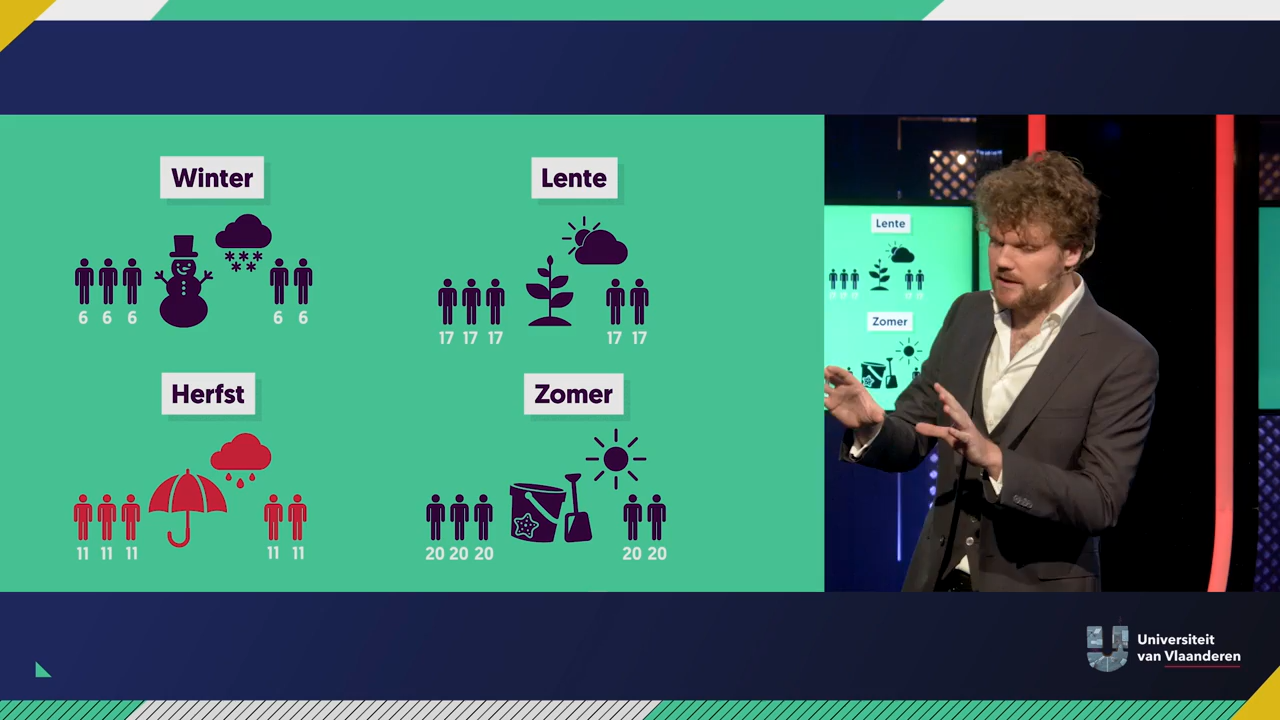 Winter
6 6 6 6 6
Lente
17 17 17 17 17
Herfst
11 11 11 11 11
Zomer
20 20 20 20 20
Lente
Zomer
Universiteit
van Vlaanderen